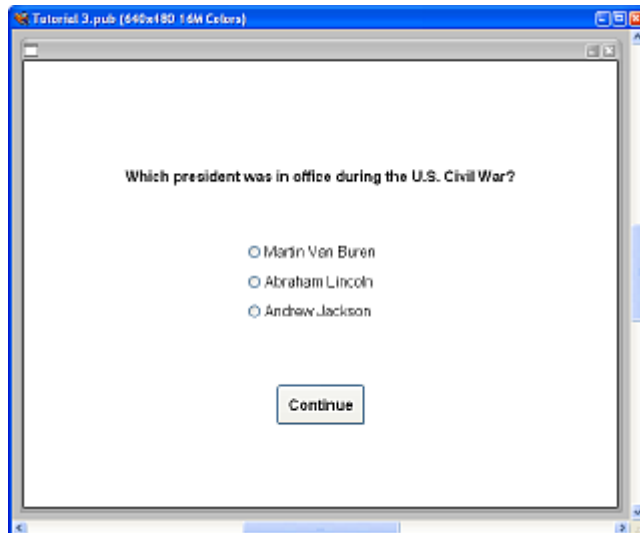 Tutorial 3.pub (640x480 16M Colors)
Which president was in office during the U.S. Civil War?
Martin Van Buren
Abraham Lincoln
Andrew Jackson
Continue